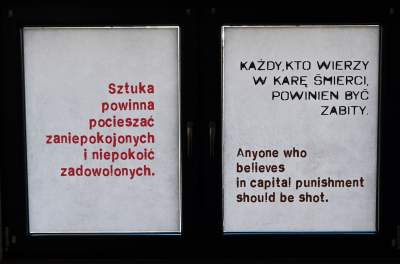 Sztuka
powinna
pocieszać
zaniepokojonych
i niepokoić
zadowolonych.
KAŻDY,KTO WIERZY
W KARĘ ŚMIERCI,
POWINIEN BYĆ
ZABITY.
Anyone who
believes
in capital punishment
should be shot.